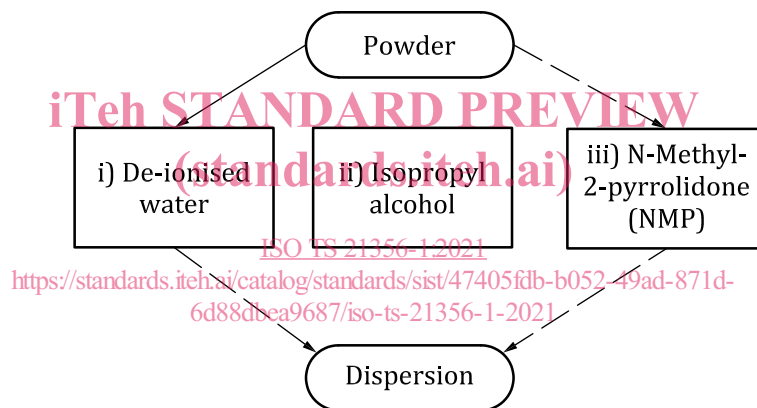 Powder
iTeh STANDARD PREVIEW
(standards.iteh.ai)
i) De-ionised
water
ii) Isopropyl
alcohol
iii) N-Methyl-
2-pyrrolidone
(NMP)
ISO TS 21356-1:2021
https://standards.iteh.ai/catalog/standards/sist/47405fdb-b052-49ad-871d-
6d88dbea9687/iso-ts-21356-1-2021
Dispersion